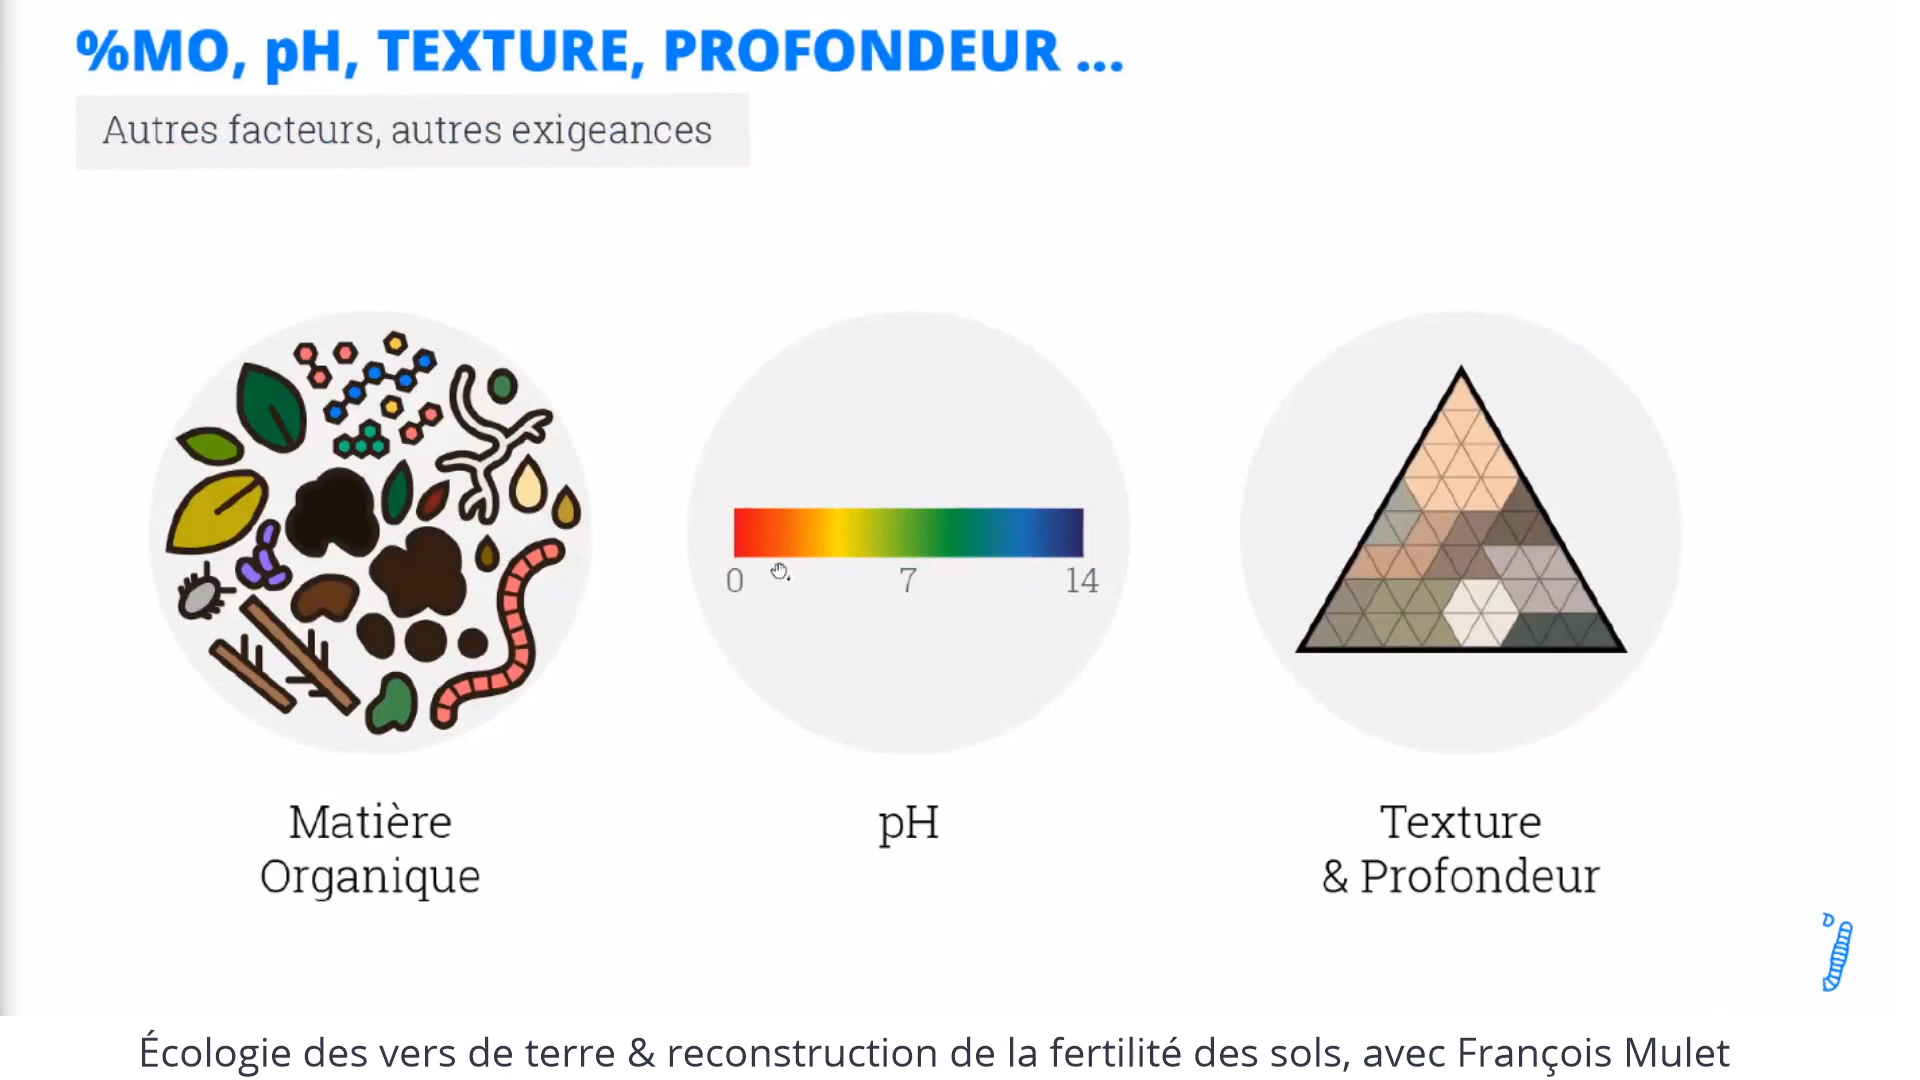 %MO, pH, TEXTURE, PROFONDEUR ...
Autres facteurs, autres exigeances
0
7
14
Matière
Organique
pH
Texture
& Profondeur
Écologie des vers de terre & reconstruction de la fertilité des sols, avec François Mulet